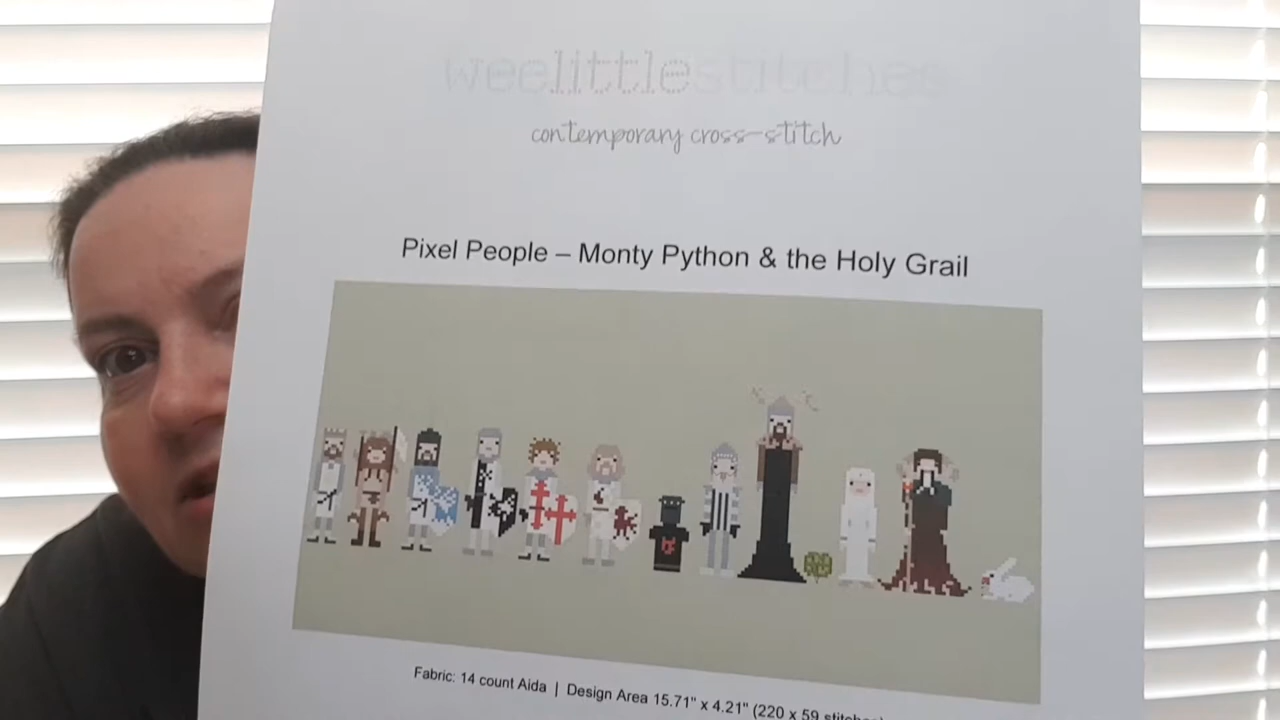 weelittlestitches
contemporary cross-stitch
Pixel People – Monty Python & the Holy Grail
Fabric: 14 count Aida | Design Area 15.71" x 4.21" (220 x 59 stitches)